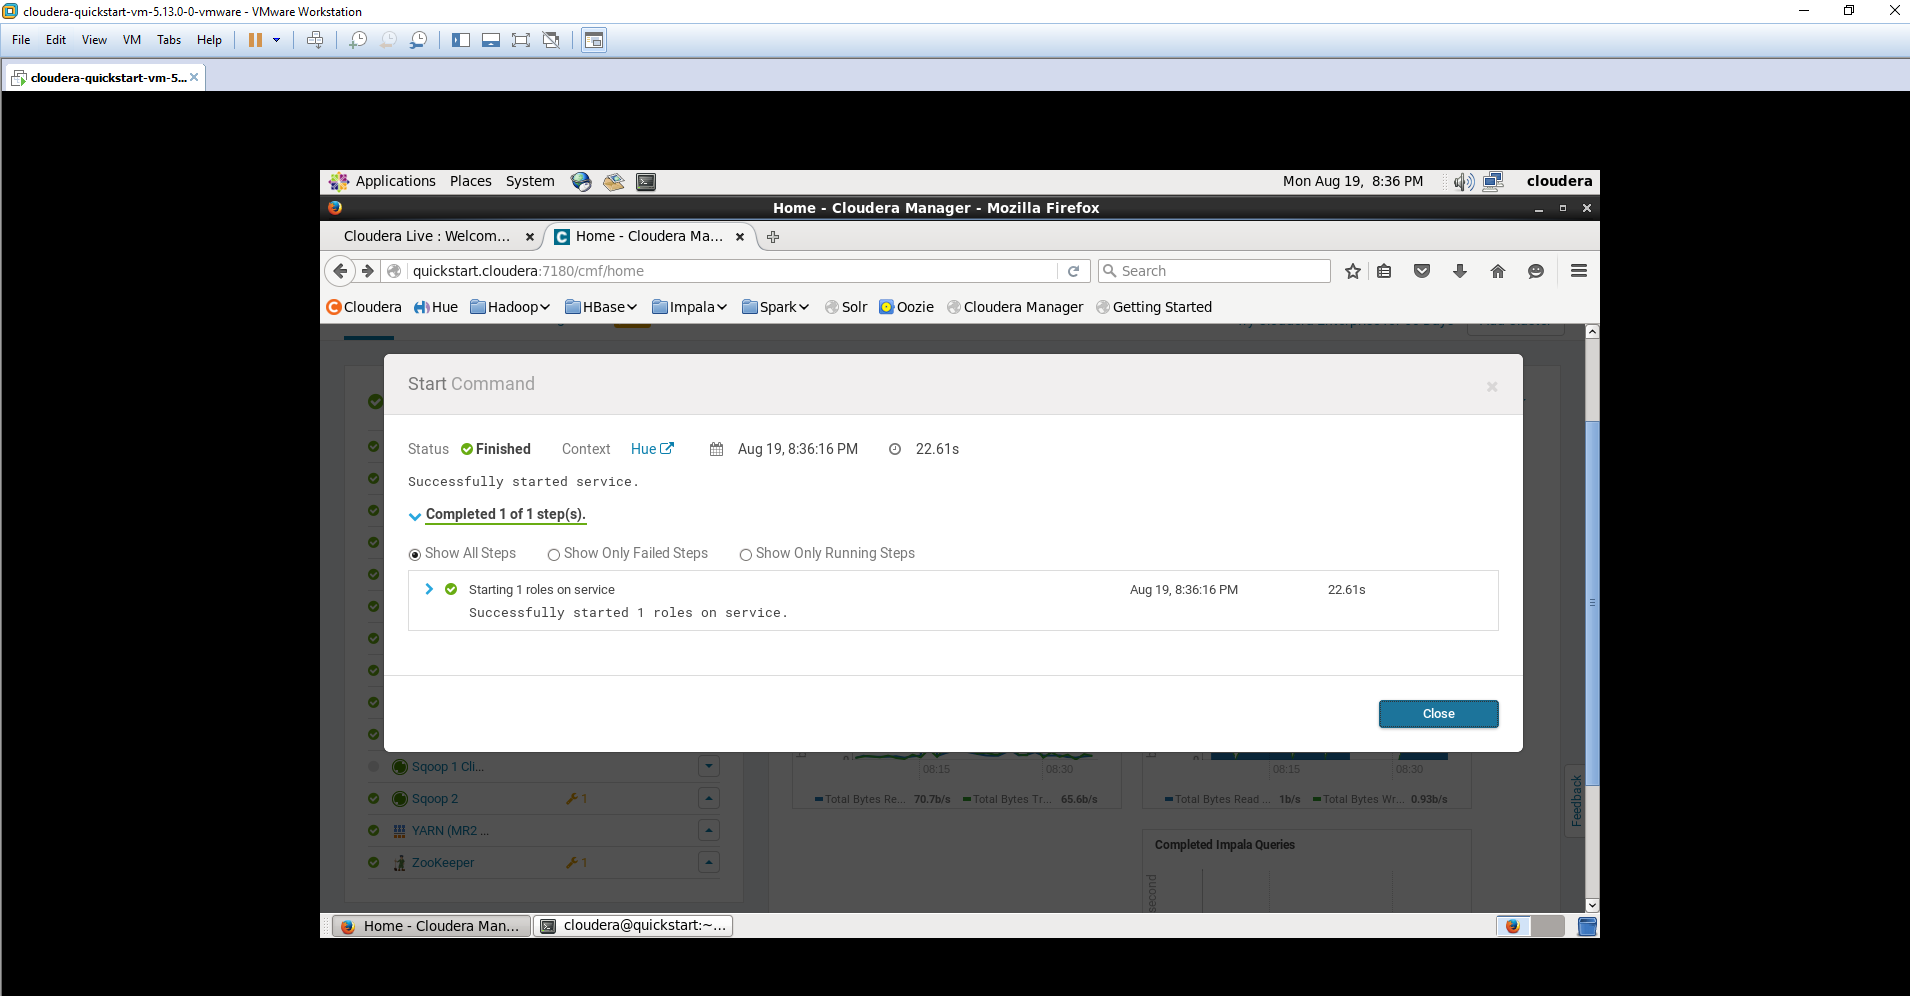 cloudera-quickstart-vm-5.13.0-0-vmware - VMware Workstation
File Edit View VM Tabs Help
cloudera-quickstart-vm-5...
Applications Places System Mon Aug 19, 8:36 PM cloudera
Home - Cloudera Manager - Mozilla Firefox
Cloudera Live : Welcom... Home - Cloudera Ma...
quickstart.cloudera:7180/cmf/home Search
Cloudera Hue Hadoop HBase Impala Spark Solr Oozie Cloudera Manager Getting Started
Start Command
Status Finished Context Hue Aug 19, 8:36:16 PM 22.61s
Successfully started service.
Completed 1 of 1 step(s).
Show All Steps Show Only Failed Steps Show Only Running Steps
Starting 1 roles on service Aug 19, 8:36:16 PM 22.61s
Successfully started 1 roles on service.
Close
Sqoop 1 Cli... 08:15 08:30 08:15 08:30
Sqoop 2 1 Total Bytes Re... 70.7b/s Total Bytes Tr... 65.6b/s Total Bytes Read ... 1b/s Total Bytes Wr... 0.93b/s
Feedback
YARN (MR2 ...
Completed Impala Queries
ZooKeeper 1
second
Home - Cloudera Man... cloudera@quickstart:~...